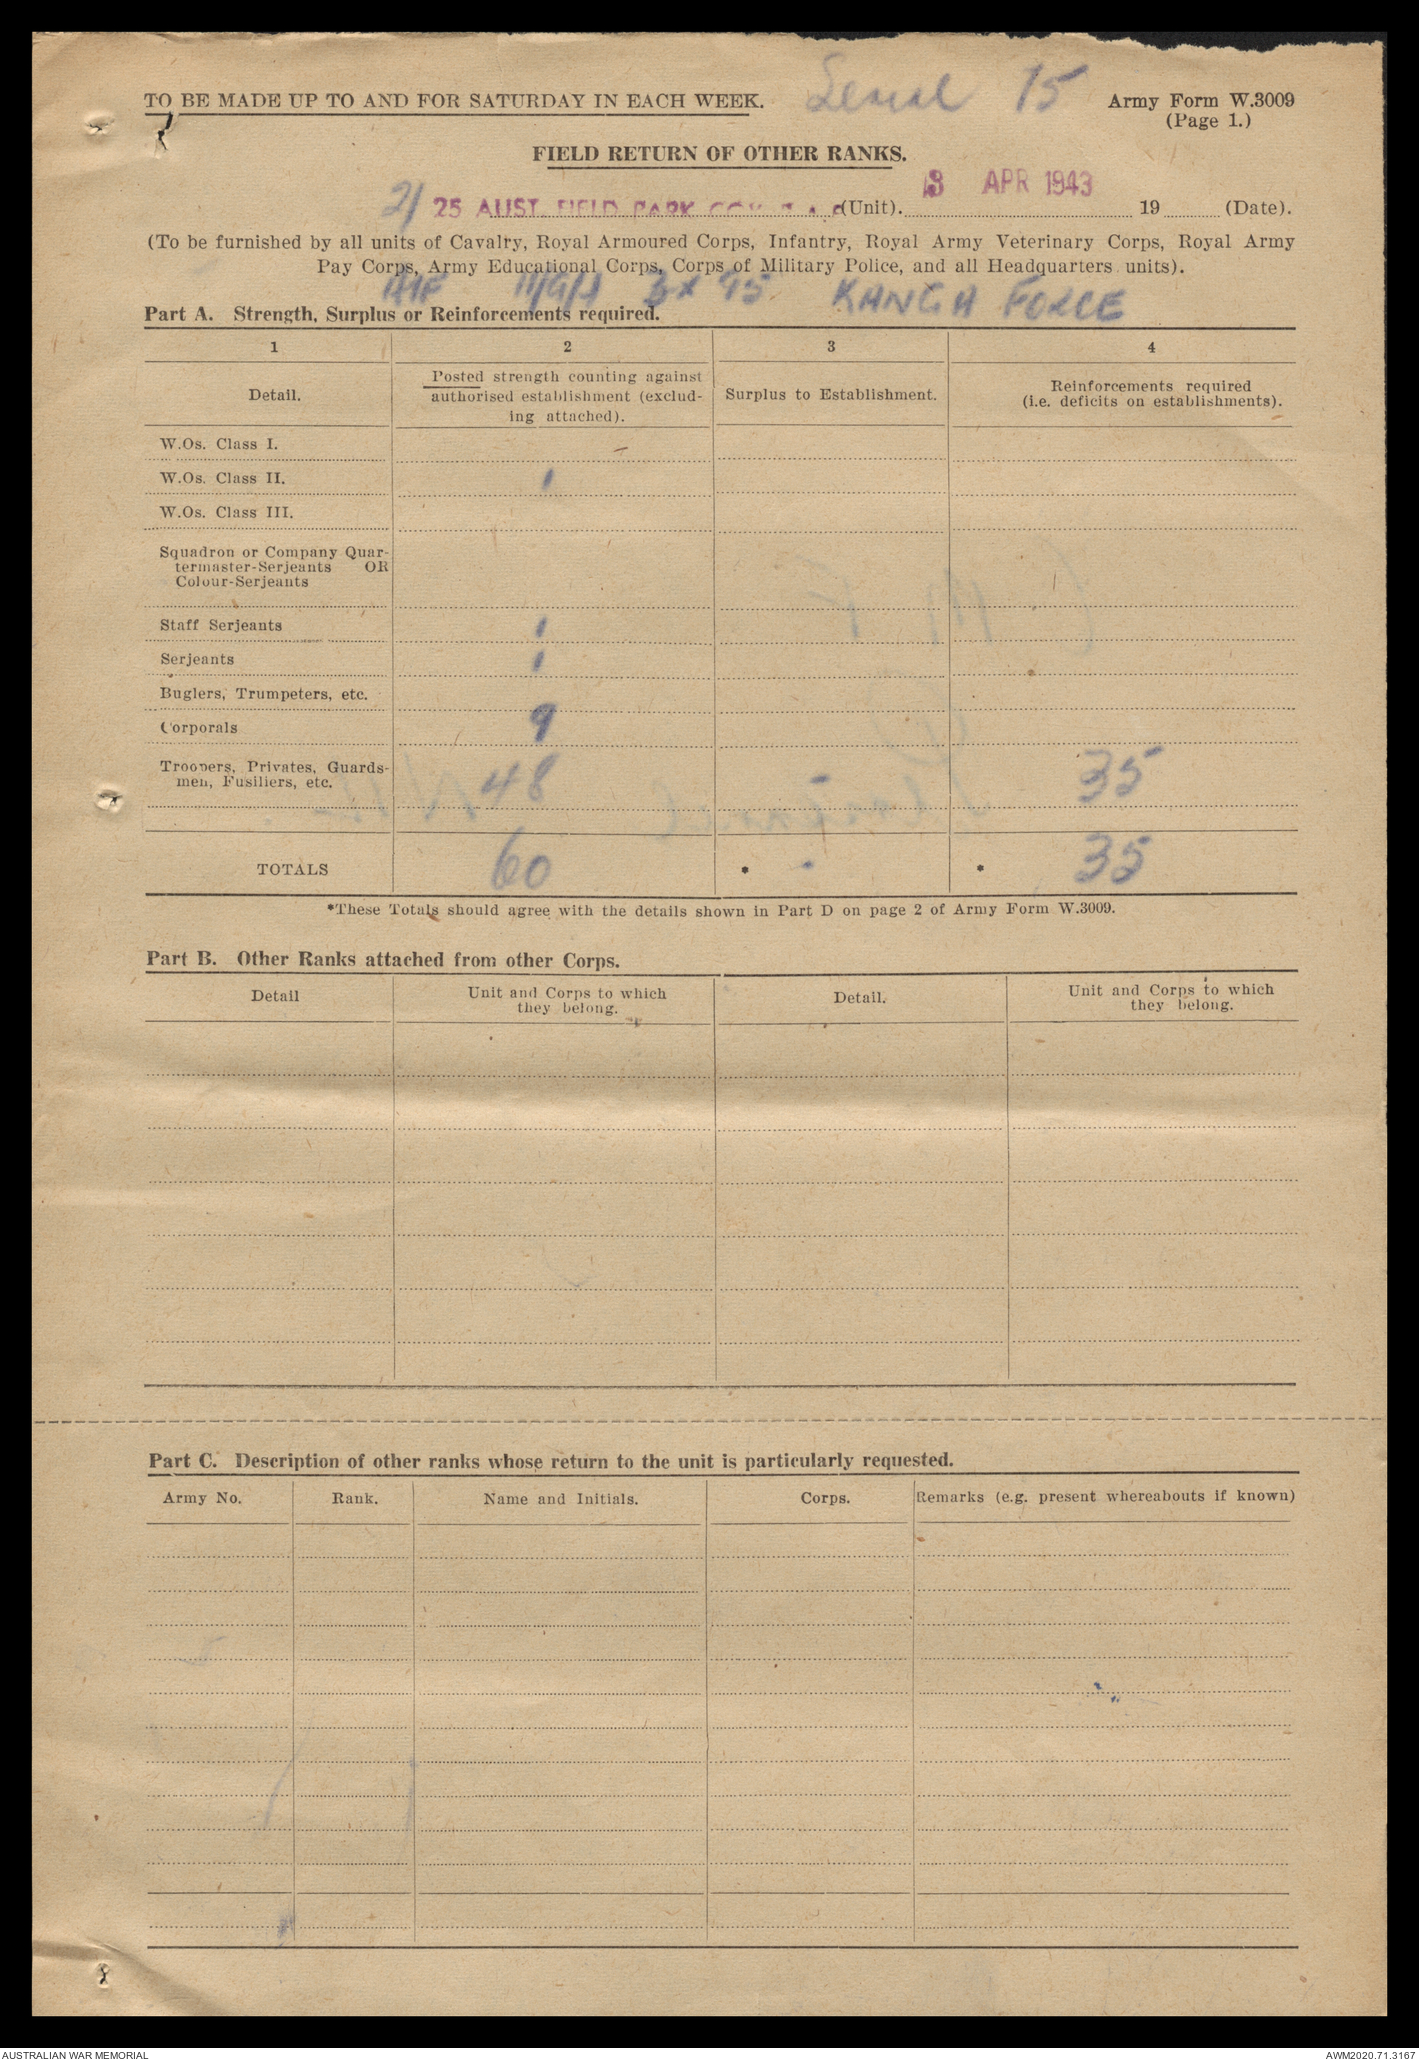 Serial 15
TO BE MADE UP TO AND FOR SATURDAY IN EACH WEEK.
Army Form W.3009
(Page 1.)
FIELD RETURN OF OTHER RANKS.
2/ 25 AUST. FIELD PARK COY (Unit). APR 1943 19 (Date).
(To be furnished by all units of Cavalry, Royal Armoured Corps, Infantry, Royal Army Veterinary Corps, Royal Army
Pay Corps, Army Educational Corps, Corps of Military Police, and all Headquarters units).
AIF KANGA FORCE
Part A. Strength, Surplus or Reinforcements required.
1 2 3 4
Detail.
Posted strength counting against
authorised establishment (exclud-
ing attached).
Surplus to Establishment.
Reinforcements required
(i.e. deficits on establishments).
W.Os. Class I.
W.Os. Class II. 1
W.Os. Class III.
Squadron or Company Quar-
termaster-Serjeants OR
Colour-Serjeants
Staff Serjeants 1
Serjeants 1
Buglers, Trumpeters, etc.
Corporals 9
Troopers, Privates, Guards-
men, Fusiliers, etc. 48 - 35
TOTALS 60 * - * 35
*These Totals should agree with the details shown in Part D on page 2 of Army Form W.3009.
Part B. Other Ranks attached from other Corps.
Detail
Unit and Corps to which
they belong.
Detail.
Unit and Corps to which
they belong.
Part C. Description of other ranks whose return to the unit is particularly requested.
Army No. Rank. Name and Initials. Corps. Remarks (e.g. present whereabouts if known)
AUSTRALIAN WAR MEMORIAL
AWM2020.71.3167